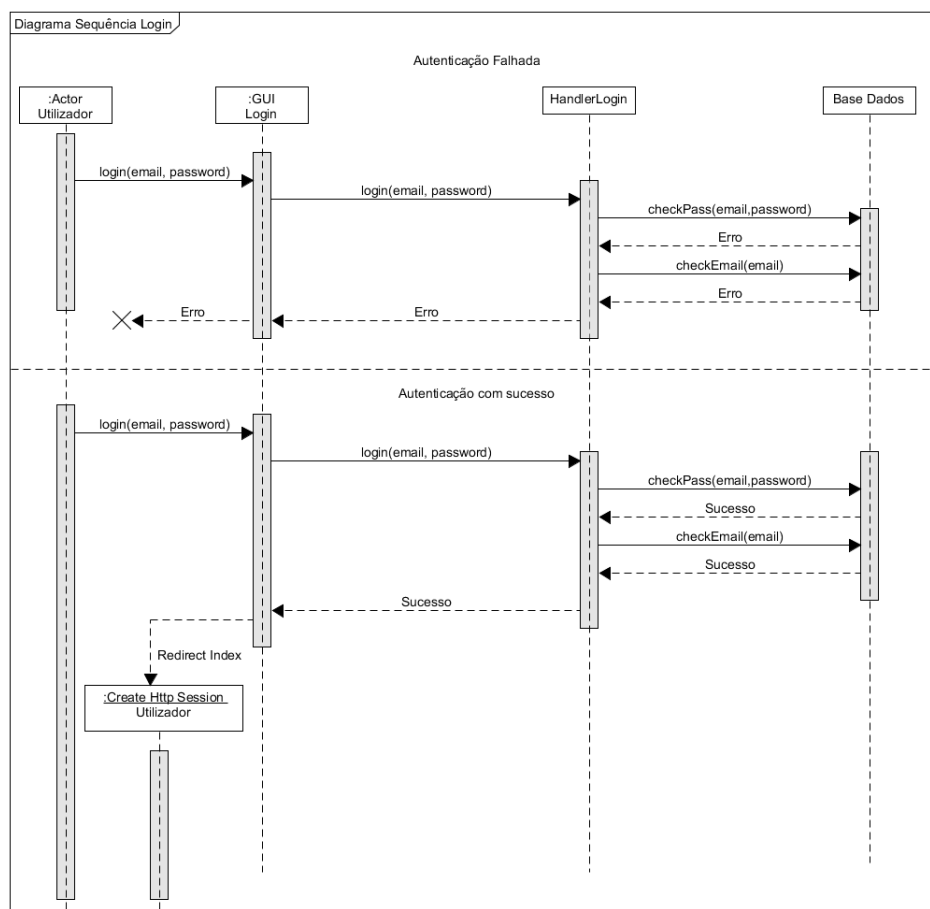 Diagrama Sequência Login
Autenticação Falhada
:Actor
Utilizador
:GUI
Login
HandlerLogin
Base Dados
login(email, password)
login(email, password)
checkPass(email,password)
Erro
checkEmail(email)
Erro
Erro
Erro
Autenticação com sucesso
login(email, password)
login(email, password)
checkPass(email,password)
Sucesso
checkEmail(email)
Sucesso
Sucesso
Redirect Index
:Create Http Session
Utilizador